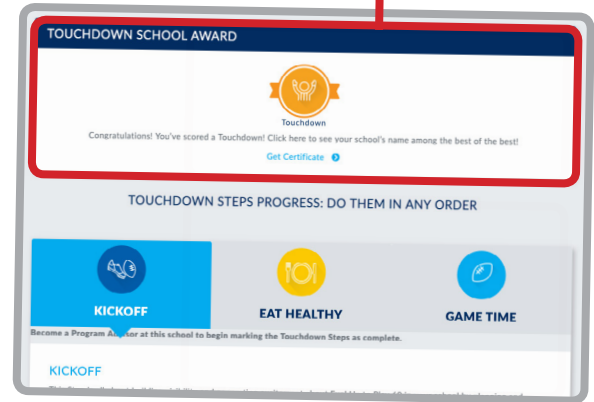 TOUCHDOWN SCHOOL AWARD
Touchdown
Congratulations! You've scored a Touchdown! Click here to see your school's name among the best of the best!
Get Certificate
TOUCHDOWN STEPS PROGRESS: DO THEM IN ANY ORDER
KICKOFF
EAT HEALTHY
GAME TIME
Become a Program at this school to begin marking the Touchdown Steps as complete.
KICKOFF